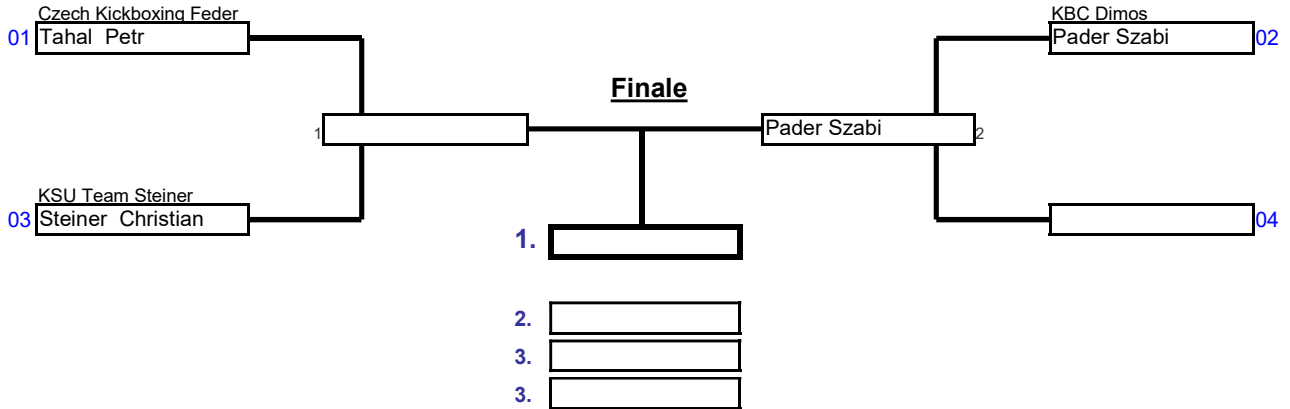 Czech Kickboxing Feder
01 Tahal Petr
KBC Dimos
Pader Szabi 02
Finale
1
Pader Szabi 2
KSU Team Steiner
03 Steiner Christian
04
1.
2.
3.
3.